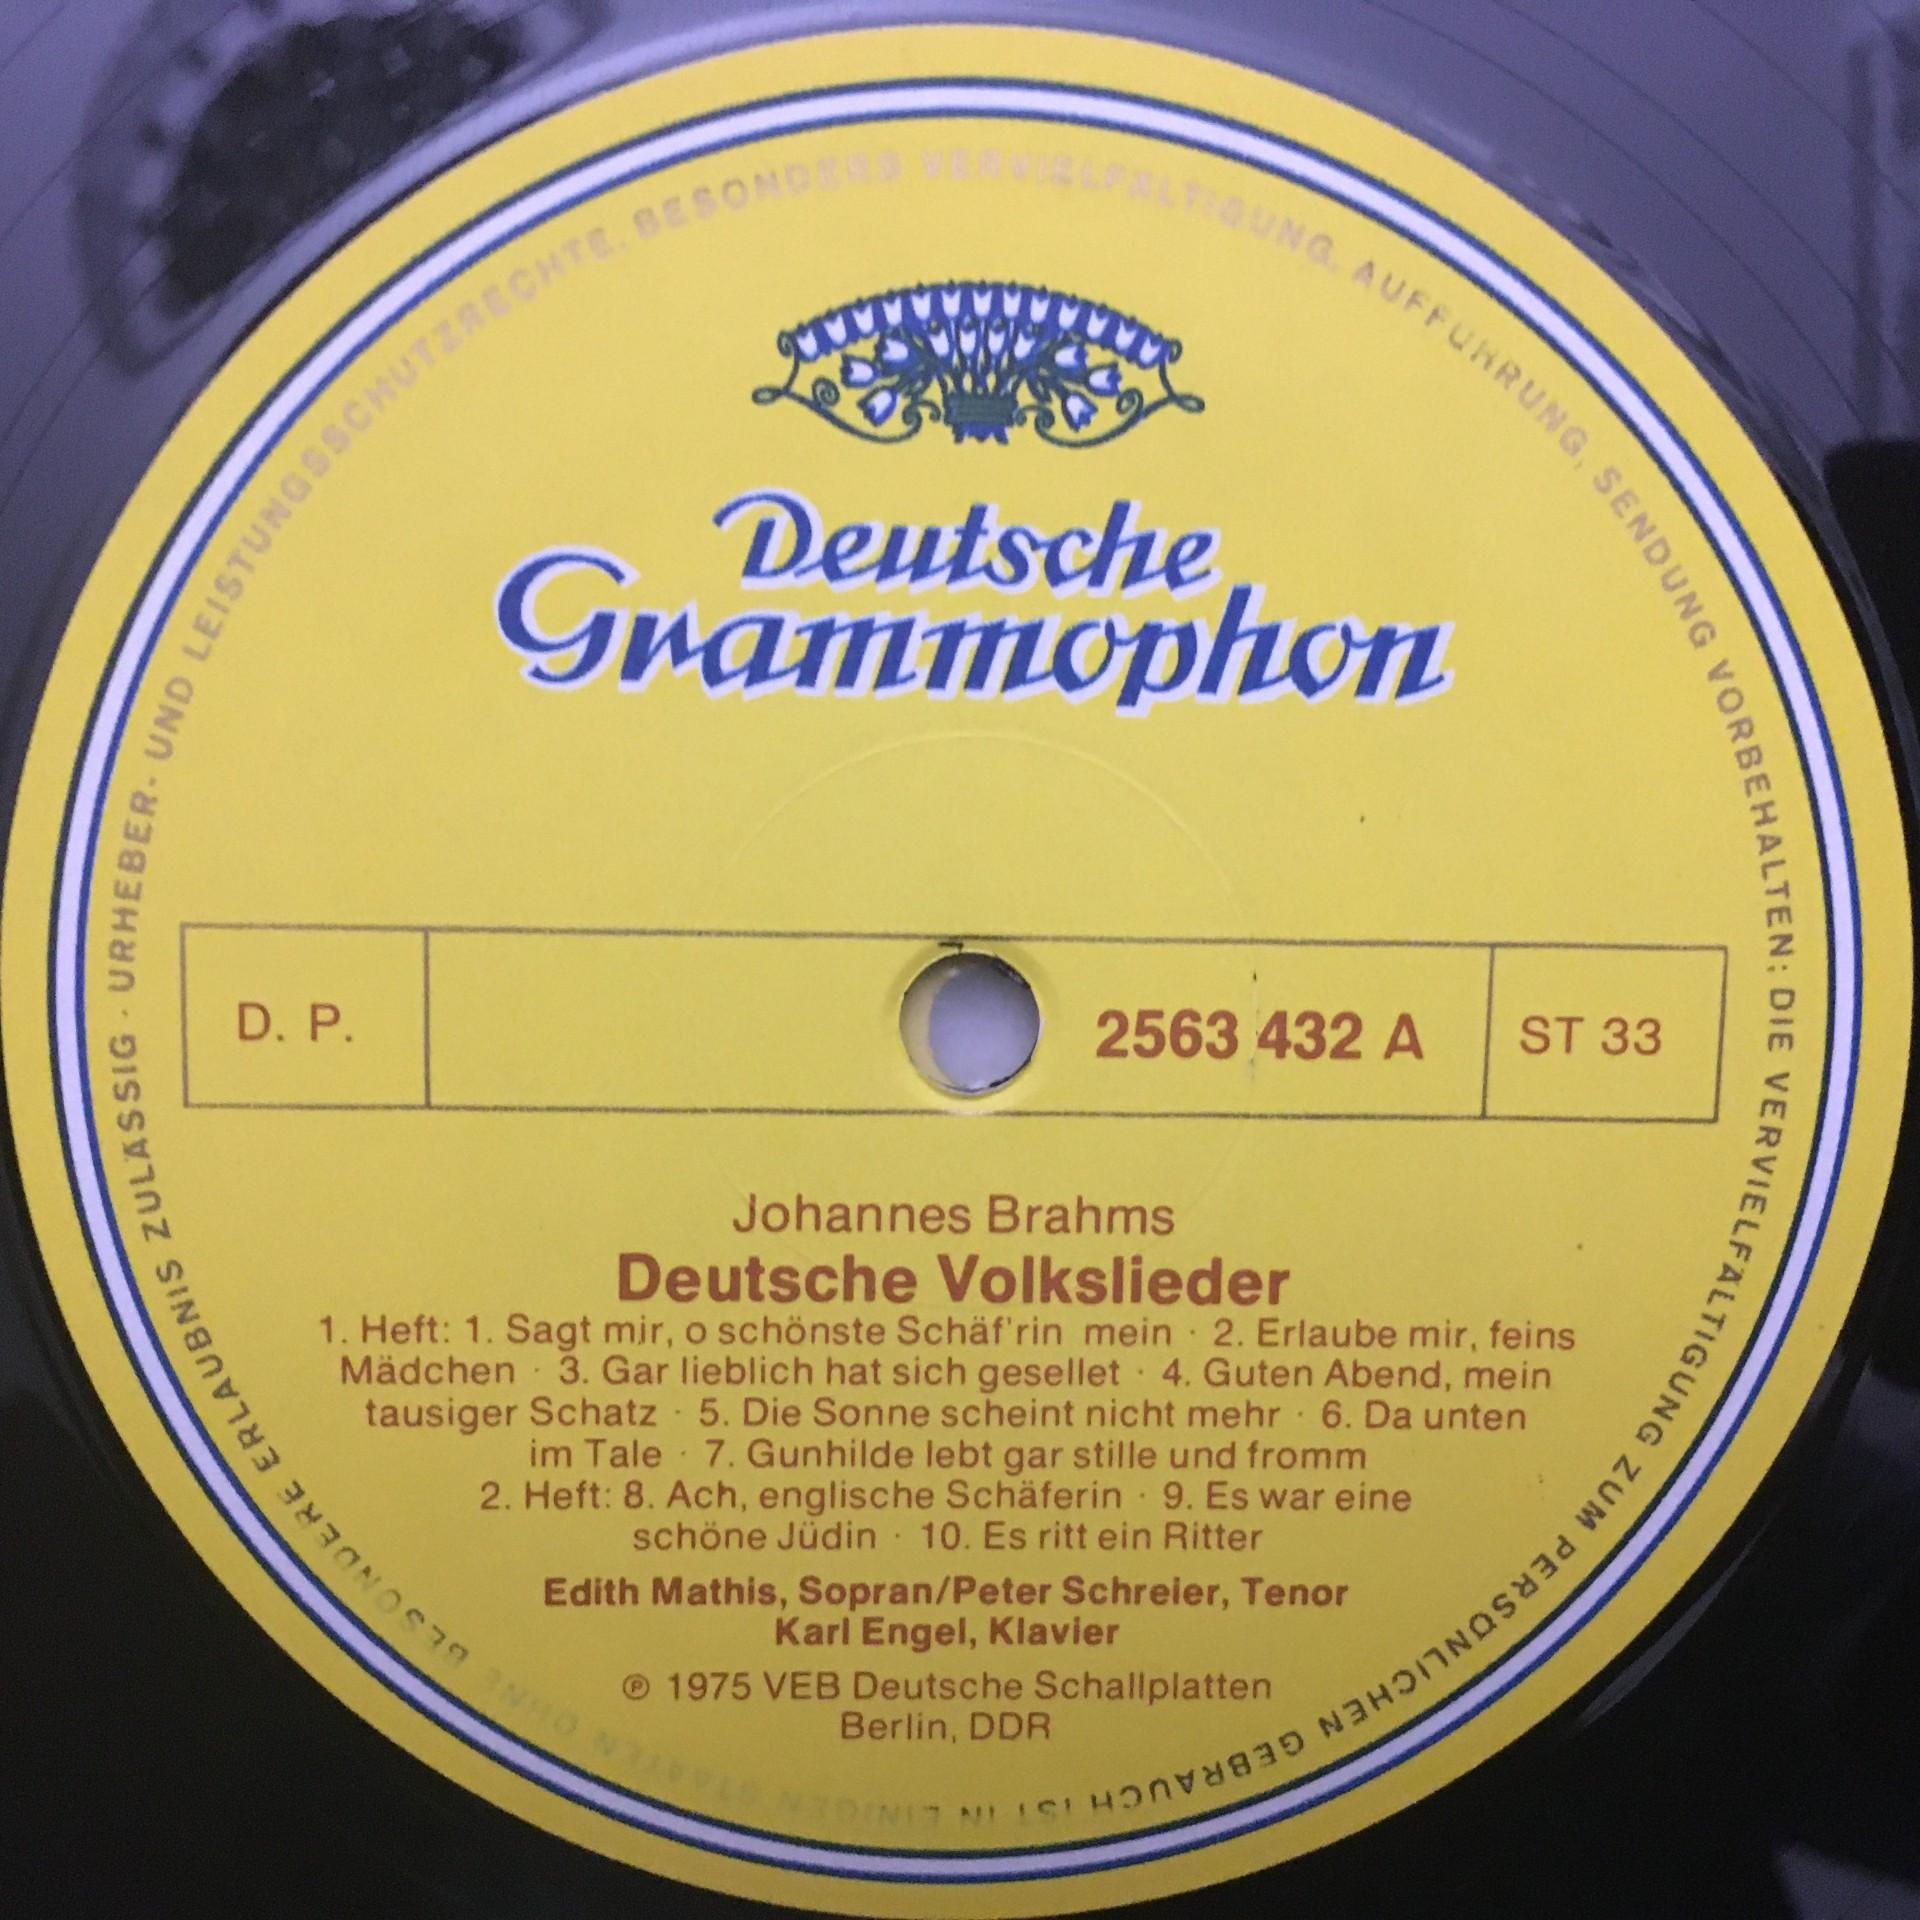 Deutsche
Grammophon
D. P.
2563 432 A
ST 33
Johannes Brahms
Deutsche Volkslieder
1. Heft: 1. Sagt mir, o schönste Schäf'rin mein · 2. Erlaube mir, feins
Mädchen · 3. Gar lieblich hat sich gesellet · 4. Guten Abend, mein
tausiger Schatz · 5. Die Sonne scheint nicht mehr · 6. Da unten
im Tale · 7. Gunhilde lebt gar stille und fromm
2. Heft: 8. Ach, englische Schäferin · 9. Es war eine
schöne Jüdin · 10. Es ritt ein Ritter
Edith Mathis, Sopran/Peter Schreier, Tenor
Karl Engel, Klavier
℗ 1975 VEB Deutsche Schallplatten
Berlin, DDR
URHEBER- UND LEISTUNGSSCHUTZRECHTE. BESONDERS VERVIELFÄLTIGUNG, AUFFÜHRUNG, SENDUNG VORBEHALTEN: DIE VERVIELFÄLTIGUNG ZUM PERSÖNLICHEN GEBRAUCH IST IN EINIGEN STAATEN OHNE BESONDERE ERLAUBNIS ZULÄSSIG ·